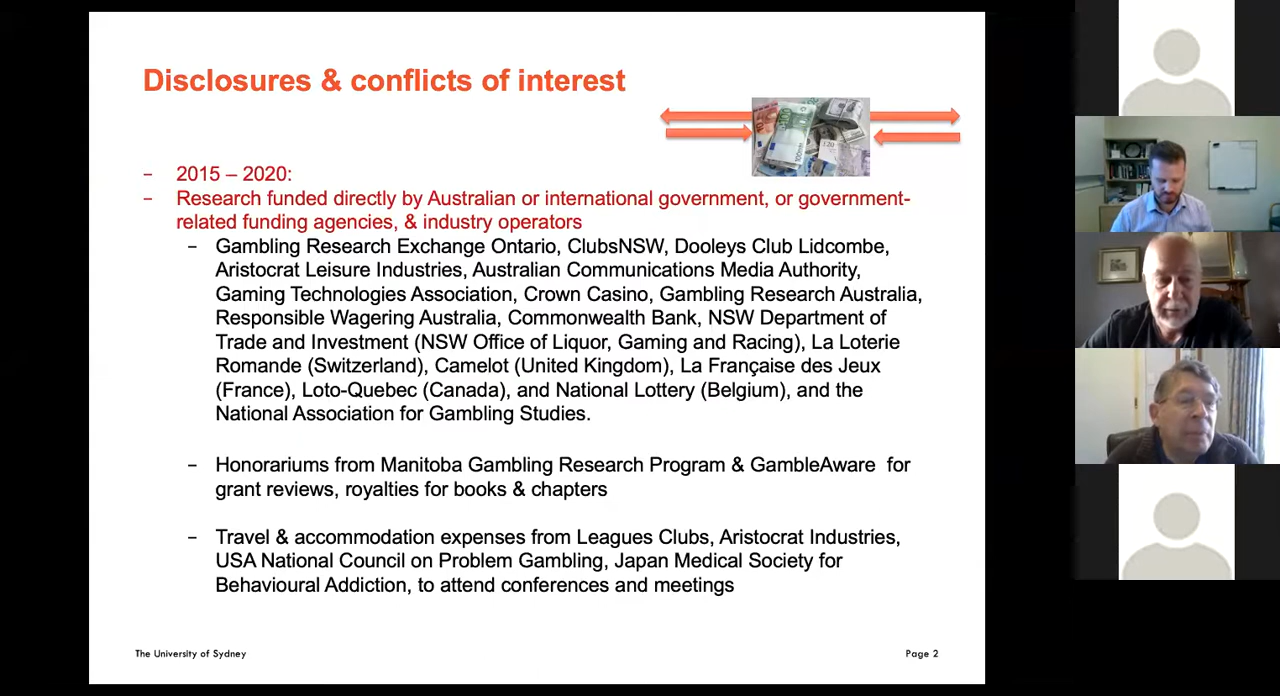 Disclosures & conflicts of interest
– 2015 – 2020:
– Research funded directly by Australian or international government, or government-
related funding agencies, & industry operators
– Gambling Research Exchange Ontario, ClubsNSW, Dooleys Club Lidcombe,
Aristocrat Leisure Industries, Australian Communications Media Authority,
Gaming Technologies Association, Crown Casino, Gambling Research Australia,
Responsible Wagering Australia, Commonwealth Bank, NSW Department of
Trade and Investment (NSW Office of Liquor, Gaming and Racing), La Loterie
Romande (Switzerland), Camelot (United Kingdom), La Française des Jeux
(France), Loto-Quebec (Canada), and National Lottery (Belgium), and the
National Association for Gambling Studies.
– Honorariums from Manitoba Gambling Research Program & GambleAware for
grant reviews, royalties for books & chapters
– Travel & accommodation expenses from Leagues Clubs, Aristocrat Industries,
USA National Council on Problem Gambling, Japan Medical Society for
Behavioural Addiction, to attend conferences and meetings
The University of Sydney
Page 2